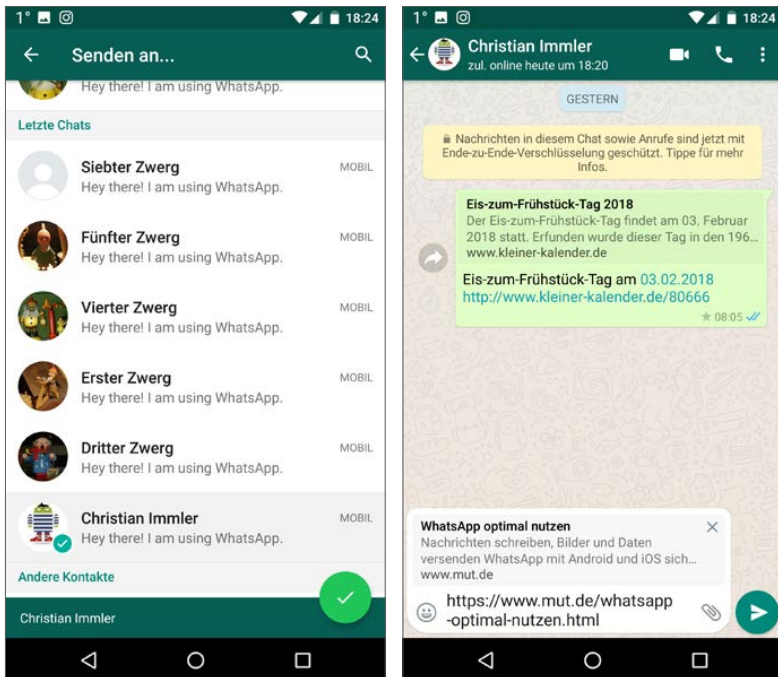 1° 18:24
Senden an...
Hey there! I am using WhatsApp.
Letzte Chats
Siebter Zwerg MOBIL
Hey there! I am using WhatsApp.
Fünfter Zwerg MOBIL
Hey there! I am using WhatsApp.
Vierter Zwerg MOBIL
Hey there! I am using WhatsApp.
Erster Zwerg MOBIL
Hey there! I am using WhatsApp.
Dritter Zwerg MOBIL
Hey there! I am using WhatsApp.
Christian Immler MOBIL
Hey there! I am using WhatsApp.
Andere Kontakte
Christian Immler
1° 18:24
Christian Immler
zul. online heute um 18:20
GESTERN
Nachrichten in diesem Chat sowie Anrufe sind jetzt mit
Ende-zu-Ende-Verschlüsselung geschützt. Tippe für mehr
Infos.
Eis-zum-Frühstück-Tag 2018
Der Eis-zum-Frühstück-Tag findet am 03. Februar
2018 statt. Erfunden wurde dieser Tag in den 196...
www.kleiner-kalender.de
Eis-zum-Frühstück-Tag am 03.02.2018
http://www.kleiner-kalender.de/80666
08:05
WhatsApp optimal nutzen
Nachrichten schreiben, Bilder und Daten
versenden WhatsApp mit Android und iOS sich...
www.mut.de
https://www.mut.de/whatsapp
-optimal-nutzen.html